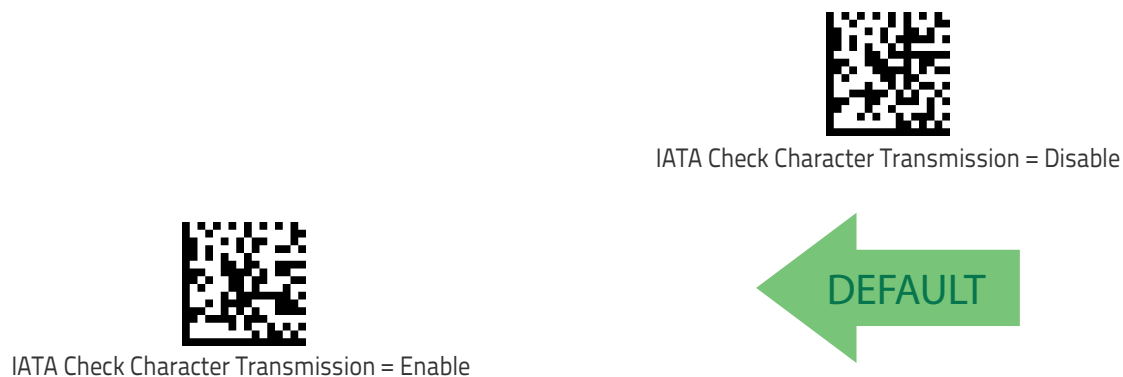 IATA Check Character Transmission = Disable
DEFAULT
IATA Check Character Transmission = Enable